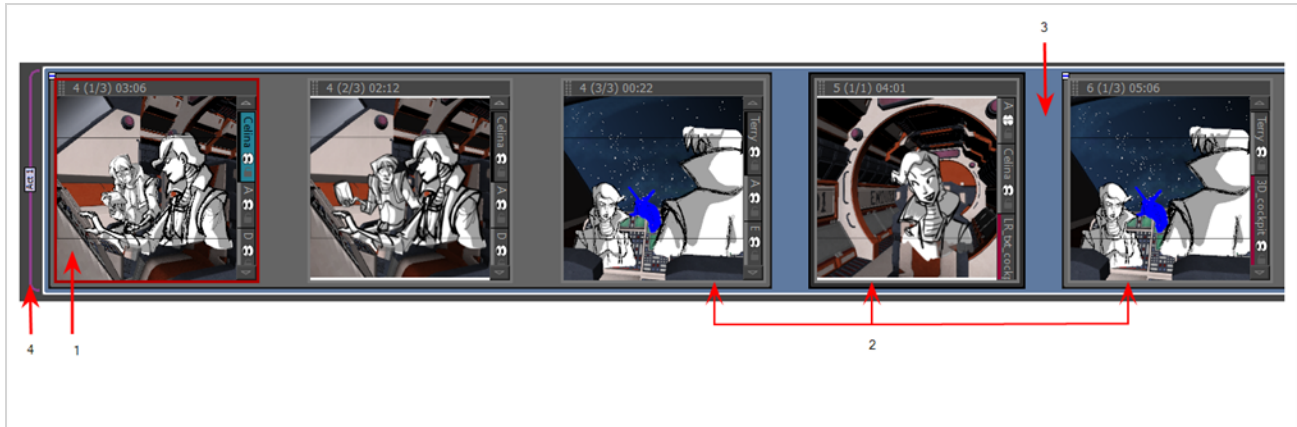 3
4 (1/3) 03:06
4 (2/3) 02:12
4 (3/3) 00:22
5 (1/1) 04:01
6 (1/3) 05:06
Act 1
Celina
A
D
Celina
A
D
Terry
A
E
A
Celina
Terry
3D_cockpit
4
1
2